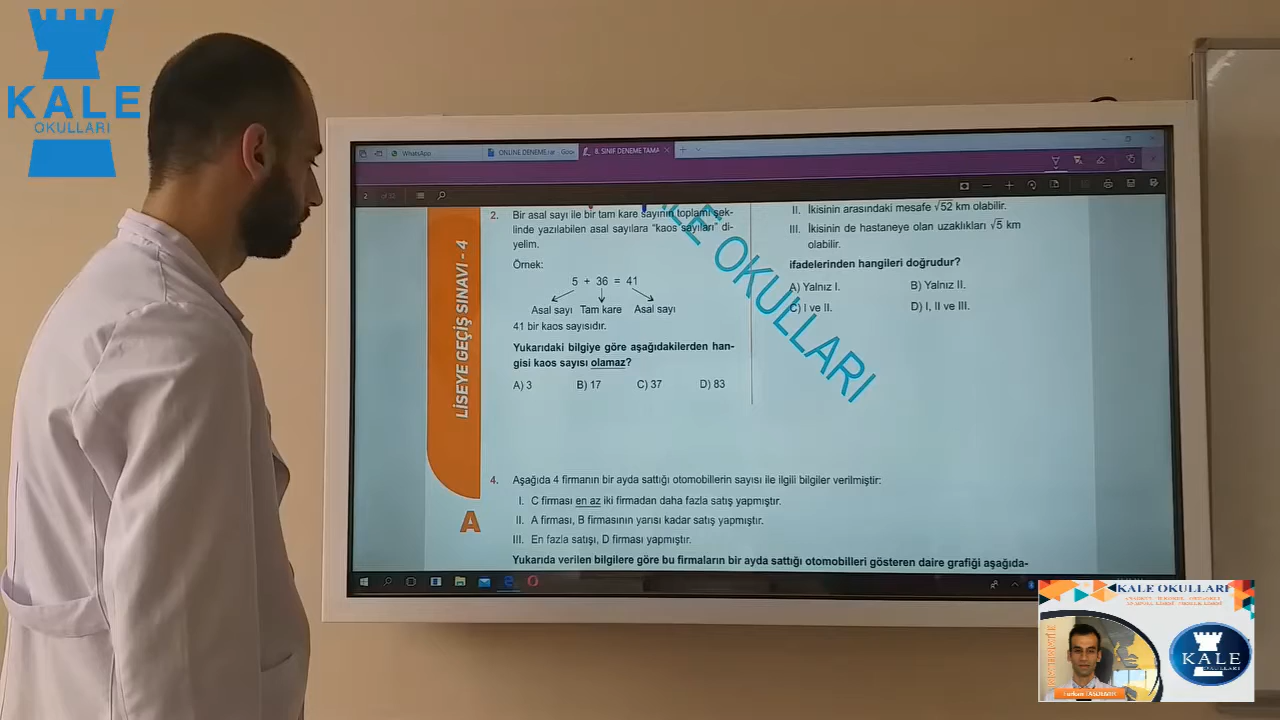 KALE
OKULLARI
WhatsApp
ONLİNE DENEME.rar
8. SINIF DENEME TAMA
2
LİSEYE GEÇİŞ SINAVI - 4
A
2. Bir asal sayı ile bir tam kare sayının toplamı şek-
linde yazılabilen asal sayılara "kaos sayıları" di-
yelim.
Örnek:
5 + 36 = 41
Asal sayı Tam kare Asal sayı
41 bir kaos sayısıdır.
Yukarıdaki bilgiye göre aşağıdakilerden han-
gisi kaos sayısı olamaz?
A) 3 B) 17 C) 37 D) 83
II. İkisinin arasındaki mesafe √52 km olabilir.
III. İkisinin de hastaneye olan uzaklıkları √5 km
olabilir.
ifadelerinden hangileri doğrudur?
A) Yalnız I. B) Yalnız II.
C) I ve II. D) I, II ve III.
LE OKULLARI
4. Aşağıda 4 firmanın bir ayda sattığı otomobillerin sayısı ile ilgili bilgiler verilmiştir:
I. C firması en az iki firmadan daha fazla satış yapmıştır.
II. A firması, B firmasının yarısı kadar satış yapmıştır.
III. En fazla satışı, D firması yapmıştır.
Yukarıda verilen bilgilere göre bu firmaların bir ayda sattığı otomobilleri gösteren daire grafiği aşağıda-
KALE OKULLARI
KALE
OKULLARI